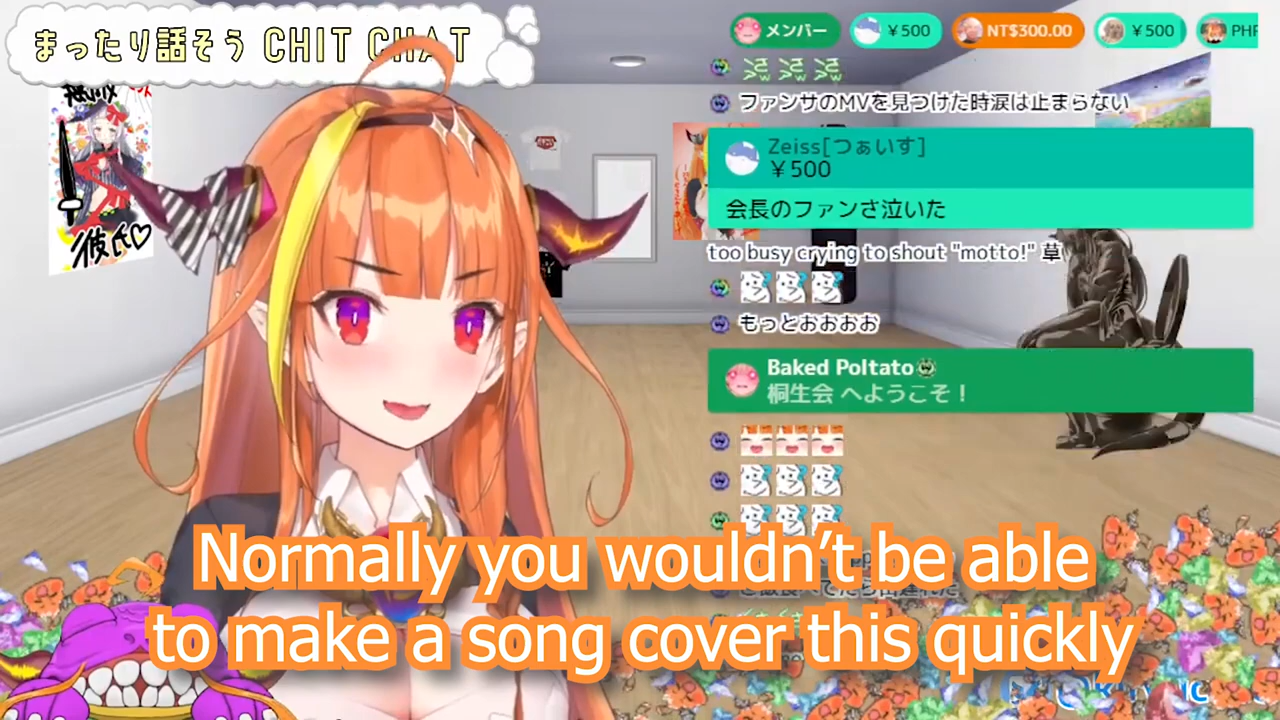 まったり話そう CHIT CHAT
メンバー
¥500
NT$300.00
¥500
PHP
ファンサのMVを見つけた時涙は止まらない
Zeiss[つぁいす]
¥500
会長のファンさ泣いた
too busy crying to shout "motto!" 草
もっとおおおお
Baked Poltato
桐生会 へようこそ！
彼氏♡
Normally you wouldn't be able
to make a song cover this quickly